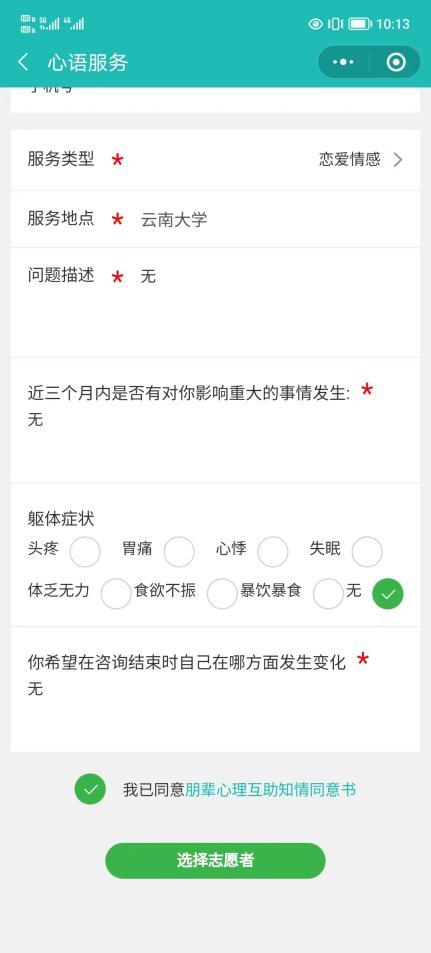 10:13
心语服务
手机号
服务类型 * 恋爱情感
服务地点 * 云南大学
问题描述 * 无
近三个月内是否有对你影响重大的事情发生: *
无
躯体症状
头疼 胃痛 心悸 失眠
体乏无力 食欲不振 暴饮暴食 无
你希望在咨询结束时自己在哪方面发生变化 *
无
我已同意朋辈心理互助知情同意书
选择志愿者